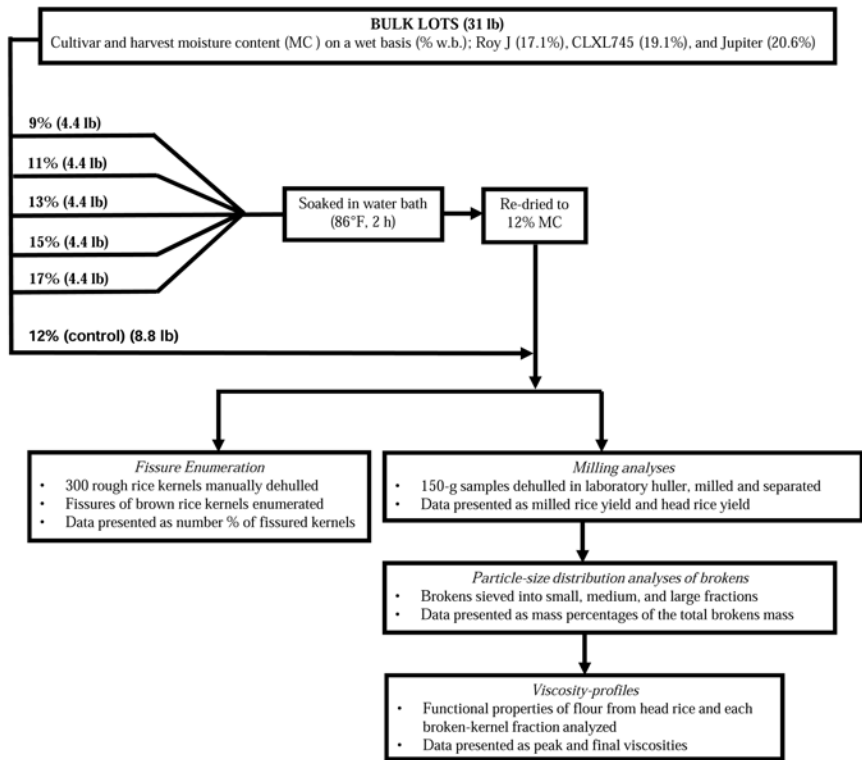 BULK LOTS (31 lb)
Cultivar and harvest moisture content (MC ) on a wet basis (% w.b.); Roy J (17.1%), CLXL745 (19.1%), and Jupiter (20.6%)
9% (4.4 lb)
11% (4.4 lb)
13% (4.4 lb)
15% (4.4 lb)
17% (4.4 lb)
Soaked in water bath
(86°F, 2 h)
Re-dried to
12% MC
12% (control) (8.8 lb)
Fissure Enumeration
• 300 rough rice kernels manually dehulled
• Fissures of brown rice kernels enumerated
• Data presented as number % of fissured kernels
Milling analyses
• 150-g samples dehulled in laboratory huller, milled and separated
• Data presented as milled rice yield and head rice yield
Particle-size distribution analyses of brokens
• Brokens sieved into small, medium, and large fractions
• Data presented as mass percentages of the total brokens mass
Viscosity-profiles
• Functional properties of flour from head rice and each
broken-kernel fraction analyzed
• Data presented as peak and final viscosities